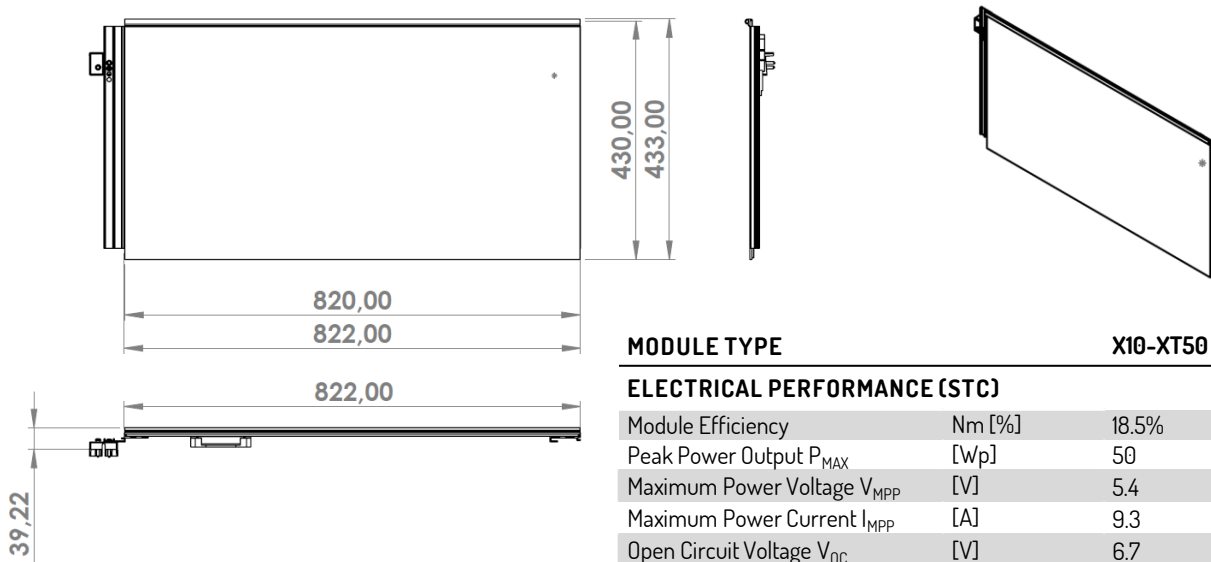 430,00
433,00
820,00
822,00
822,00
39,22
MODULE TYPE X10-XT50
ELECTRICAL PERFORMANCE (STC)
Module Efficiency Nm [%] 18.5%
Peak Power Output PMAX [Wp] 50
Maximum Power Voltage VMPP [V] 5.4
Maximum Power Current IMPP [A] 9.3
Open Circuit Voltage VOC [V] 6.7